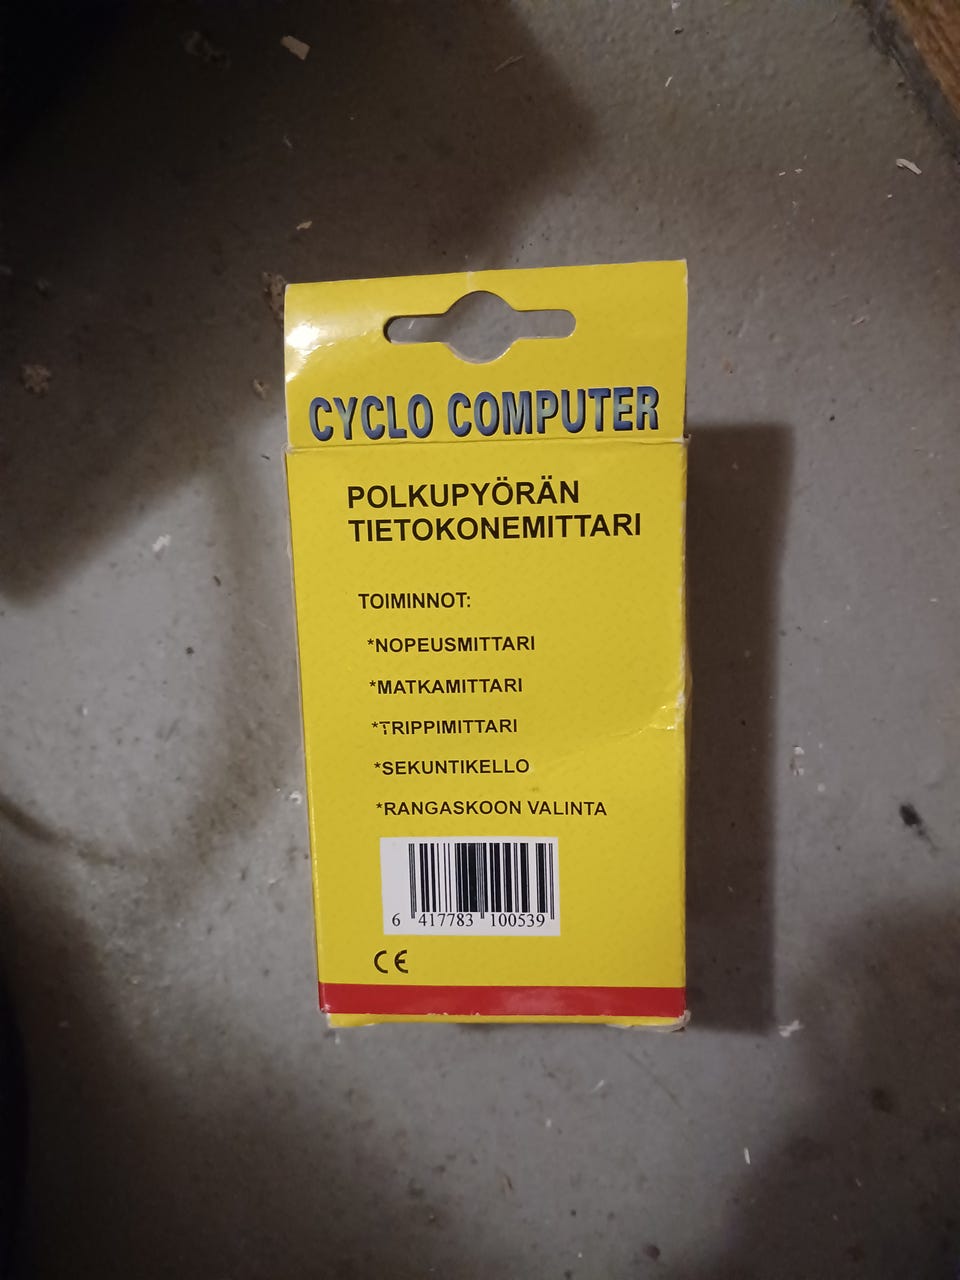 CYCLO COMPUTER
POLKUPYÖRÄN
TIETOKONEMITTARI
TOIMINNOT:
*NOPEUSMITTARI
*MATKAMITTARI
*TRIPPIMITTARI
*SEKUNTIKELLO
*RANGASKOON VALINTA
6 417783 100539
CE